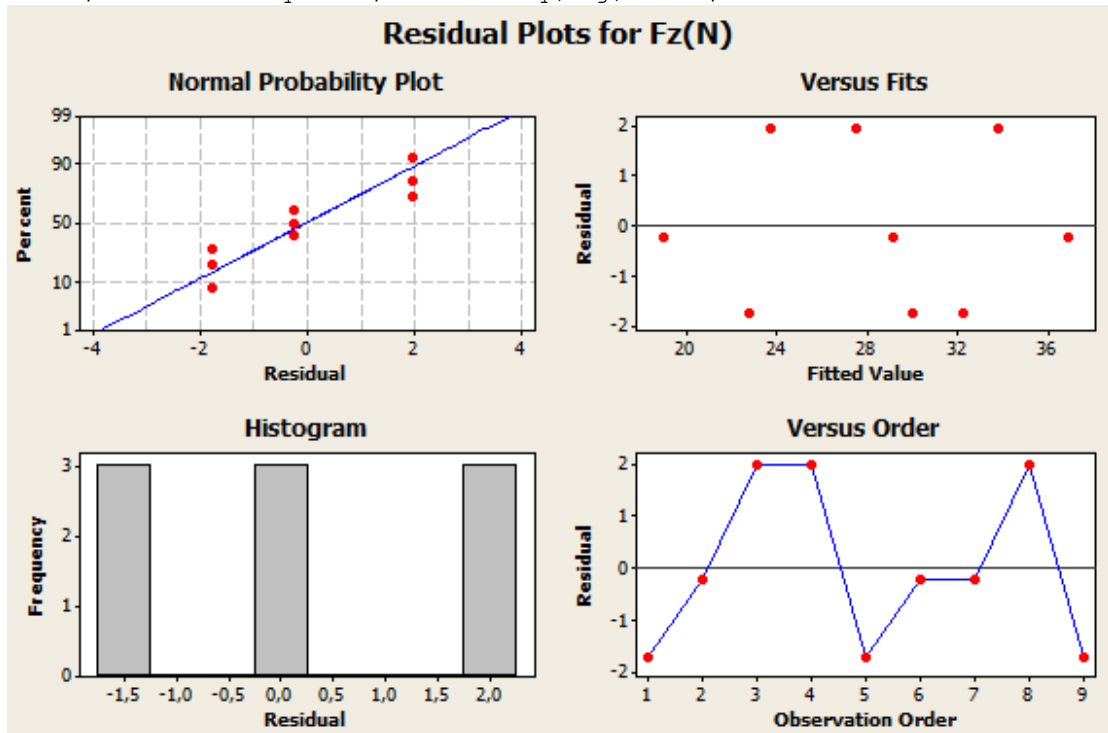 Residual Plots for Fz(N)
Normal Probability Plot
99
90
50
10
1
Per cent
-4 -2 0 2 4
Residual
Versus Fits
2
1
0
-1
-2
Residual
20 24 28 32 36
Fitted Value
Histogram
3
2
1
0
Frequency
-1,5 -1,0 -0,5 0,0 0,5 1,0 1,5 2,0
Residual
Versus Order
2
1
0
-1
-2
Residual
1 2 3 4 5 6 7 8 9
Observation Order